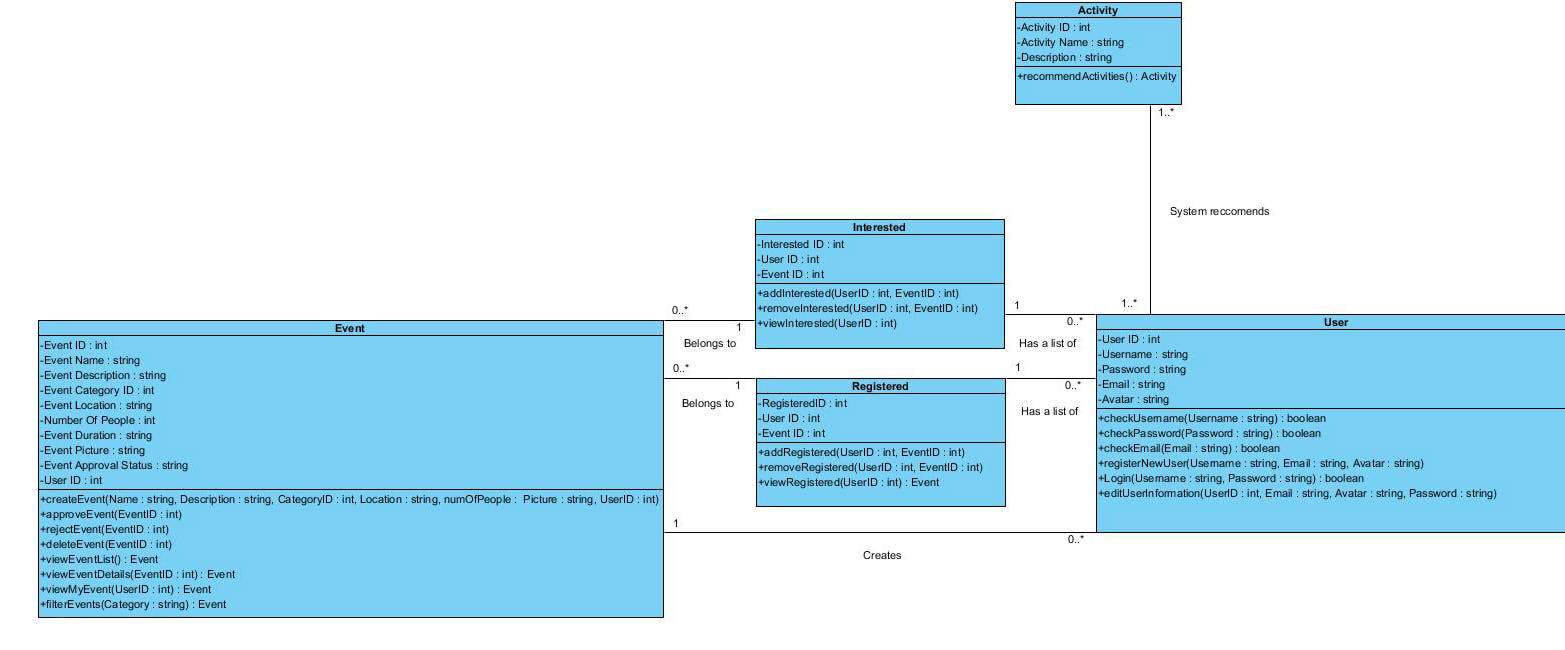 Activity
-Activity ID : int
-Activity Name : string
-Description : string
+recommendActivities() : Activity
1..*
System reccomends
1..*
Interested
-Interested ID : int
-User ID : int
-Event ID : int
+addInterested(UserID : int, EventID : int)
+removeInterested(UserID : int, EventID : int)
+viewInterested(UserID : int)
0..*
1
Belongs to
1
0..*
Has a list of
Event
-Event ID : int
-Event Name : string
-Event Description : string
-Event Category ID : int
-Event Location : string
-Number Of People : int
-Event Duration : string
-Event Picture : string
-Event Approval Status : string
-User ID : int
+createEvent(Name : string, Description : string, CategoryID : int, Location : string, numOfPeople : Picture : string, UserID : int)
+approveEvent(EventID : int)
+rejectEvent(EventID : int)
+deleteEvent(EventID : int)
+viewEventList() : Event
+viewEventDetails(EventID : int) : Event
+viewMyEvent(UserID : int) : Event
+filterEvents(Category : string) : Event
0..*
1
Belongs to
Registered
-RegisteredID : int
-User ID : int
-Event ID : int
+addRegistered(UserID : int, EventID : int)
+removeRegistered(UserID : int, EventID : int)
+viewRegistered(UserID : int) : Event
1
0..*
Has a list of
User
-User ID : int
-Username : string
-Password : string
-Email : string
-Avatar : string
+checkUsername(Username : string) : boolean
+checkPassword(Password : string) : boolean
+checkEmail(Email : string) : boolean
+registerNewUser(Username : string, Email : string, Avatar : string)
+Login(Username : string, Password : string) : boolean
+editUserInformation(UserID : int, Email : string, Avatar : string, Password : string)
1
0..*
Creates